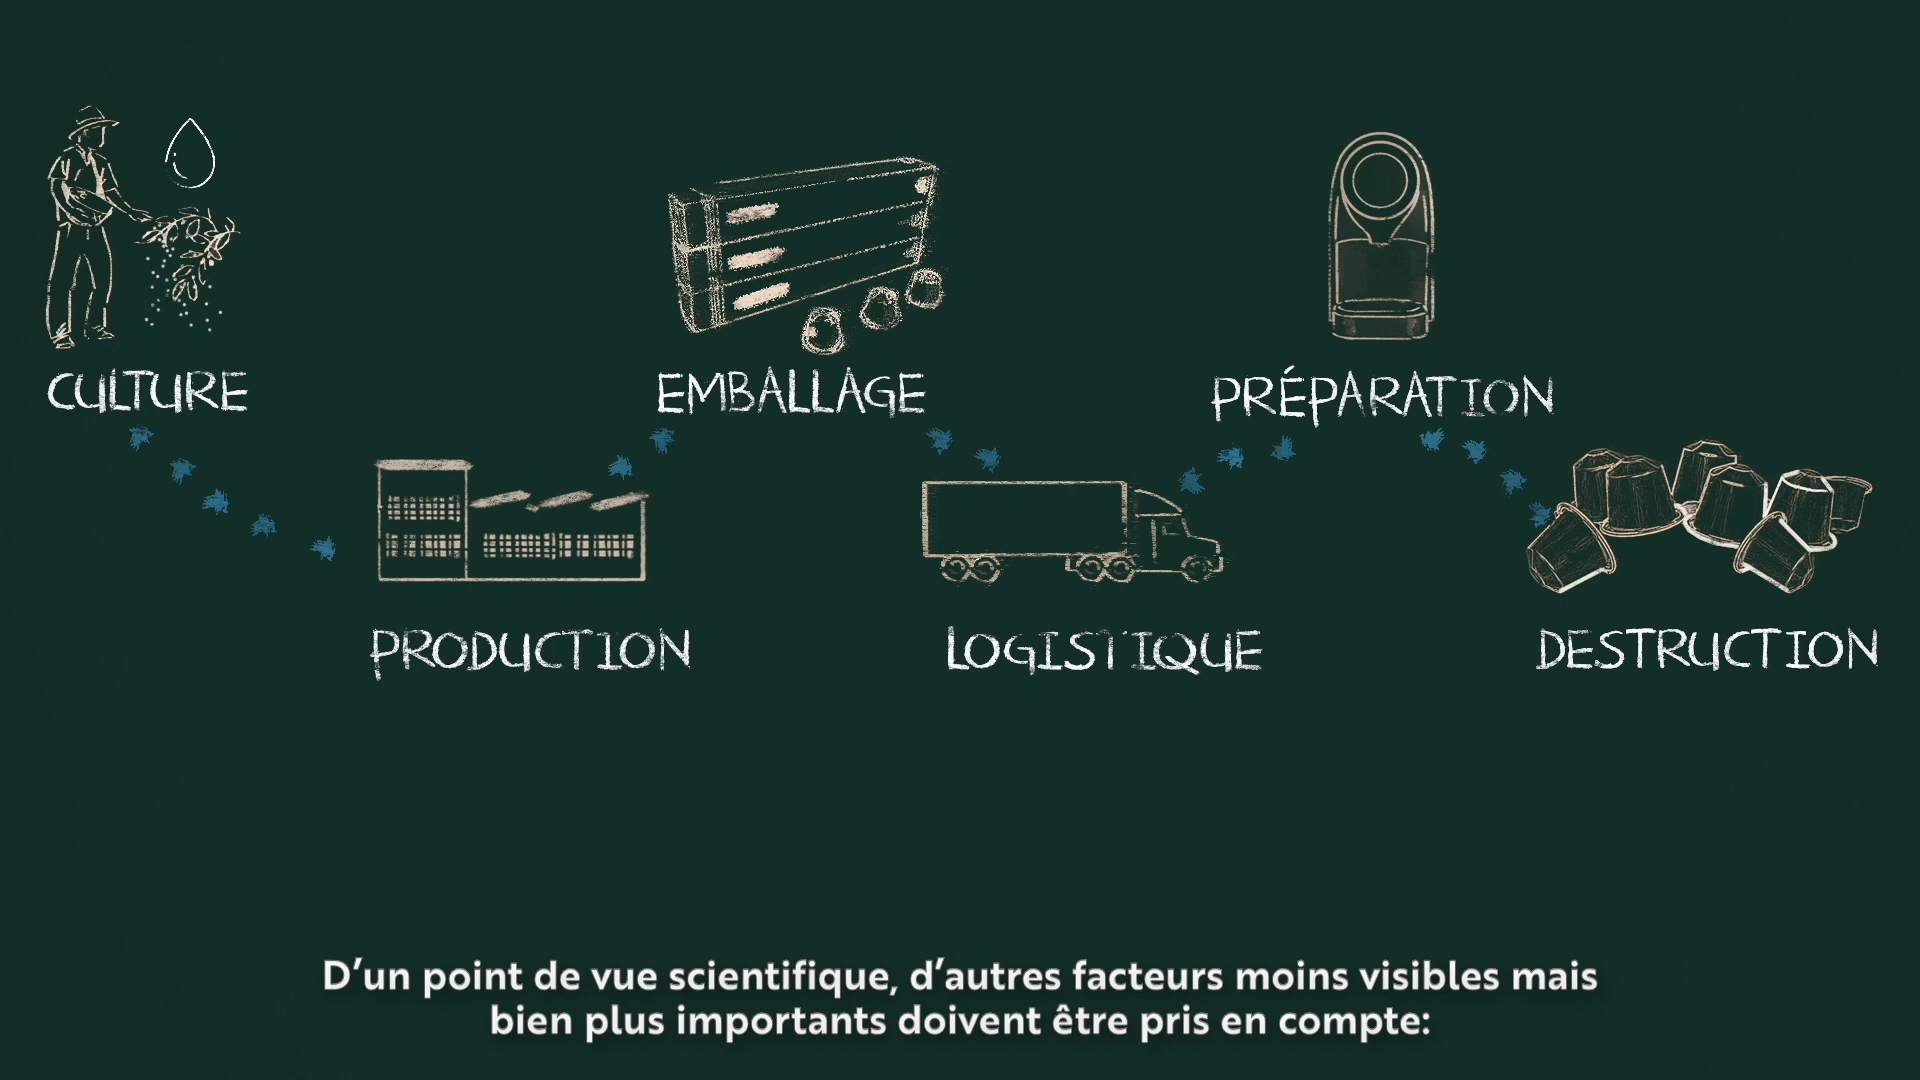 CULTURE
EMBALLAGE
PRÉPARATION
PRODUCTION
LOGISTIQUE
DESTRUCTION
D’un point de vue scientifique, d’autres facteurs moins visibles mais
bien plus importants doivent être pris en compte: